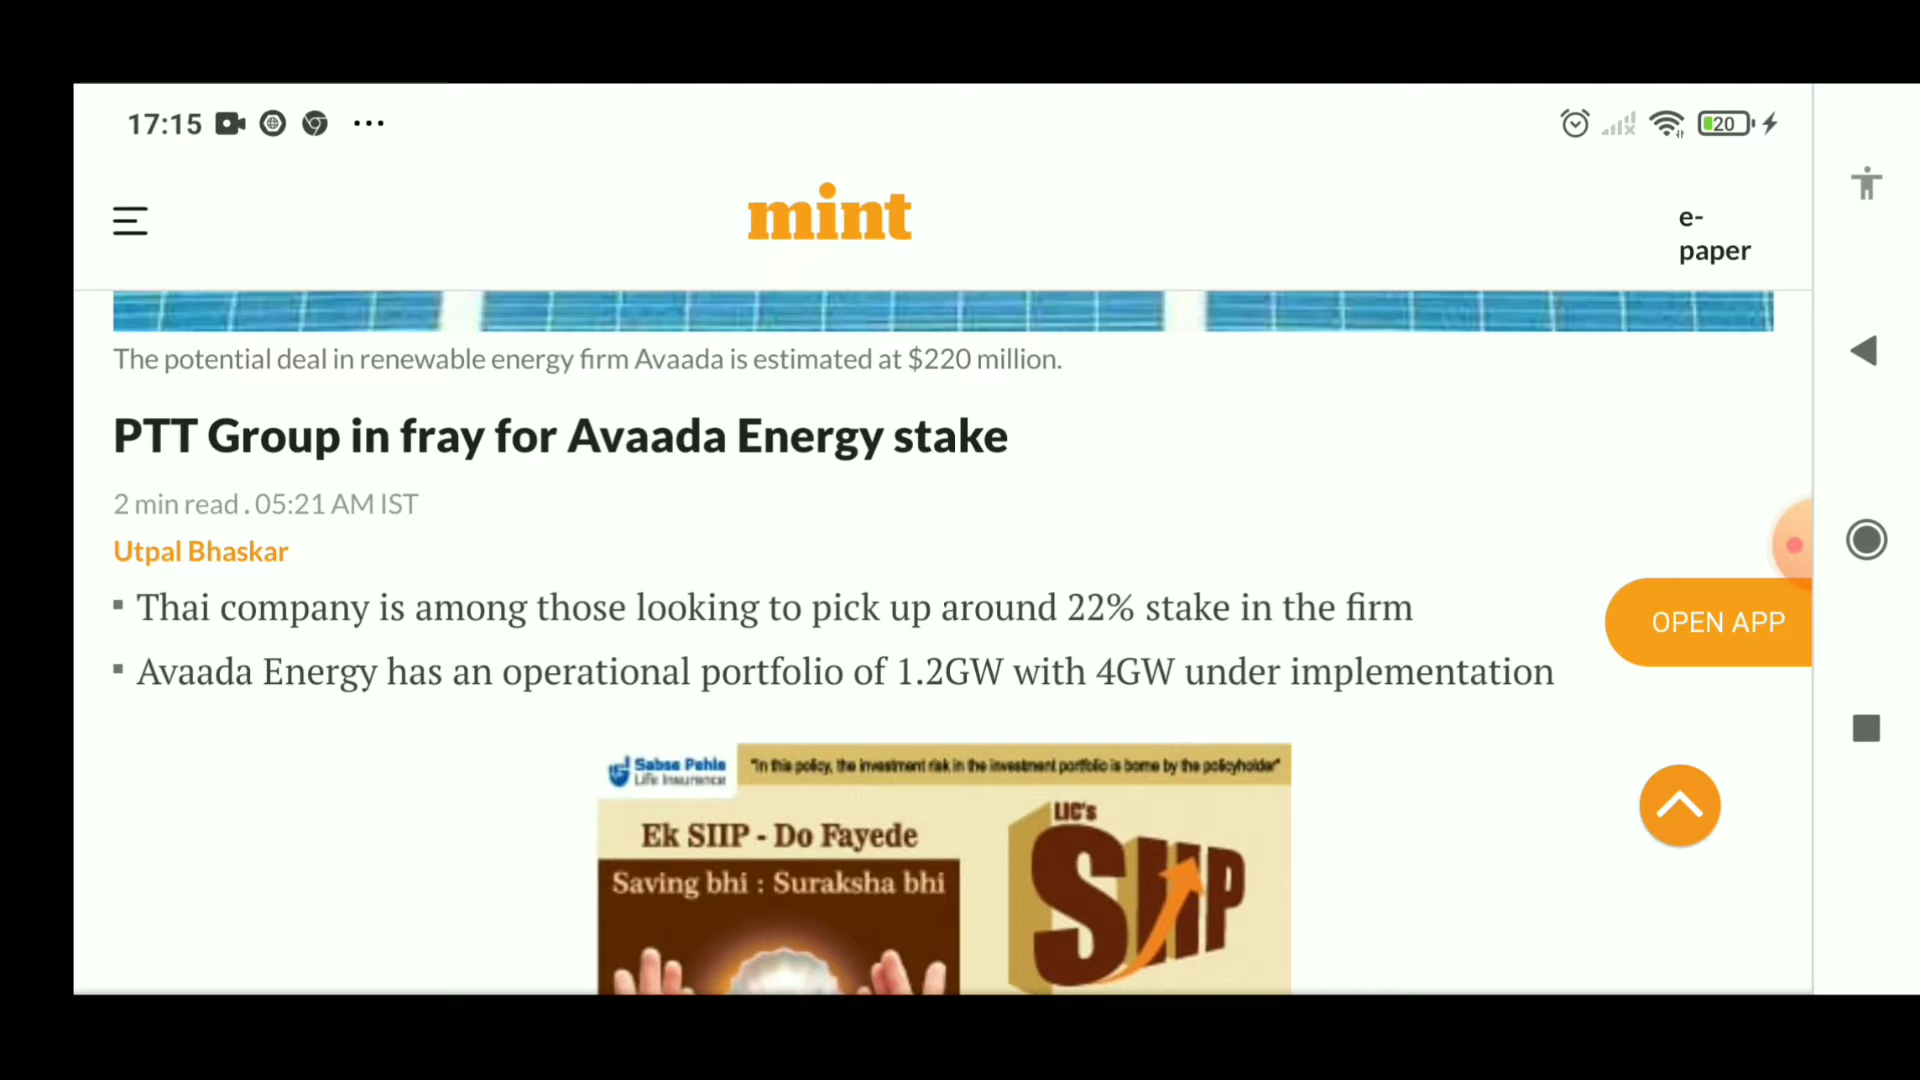 17:15
20
mint
e-
paper
The potential deal in renewable energy firm Avaada is estimated at $220 million.
PTT Group in fray for Avaada Energy stake
2 min read . 05:21 AM IST
Utpal Bhaskar
▪ Thai company is among those looking to pick up around 22% stake in the firm
OPEN APP
▪ Avaada Energy has an operational portfolio of 1.2GW with 4GW under implementation
Sabse Pehle
Life Insurance
"In this policy, the investment risk in the investment portfolio is borne by the policyholder"
Ek SIIP - Do Fayede
Saving bhi : Suraksha bhi
LIC's
SIIP